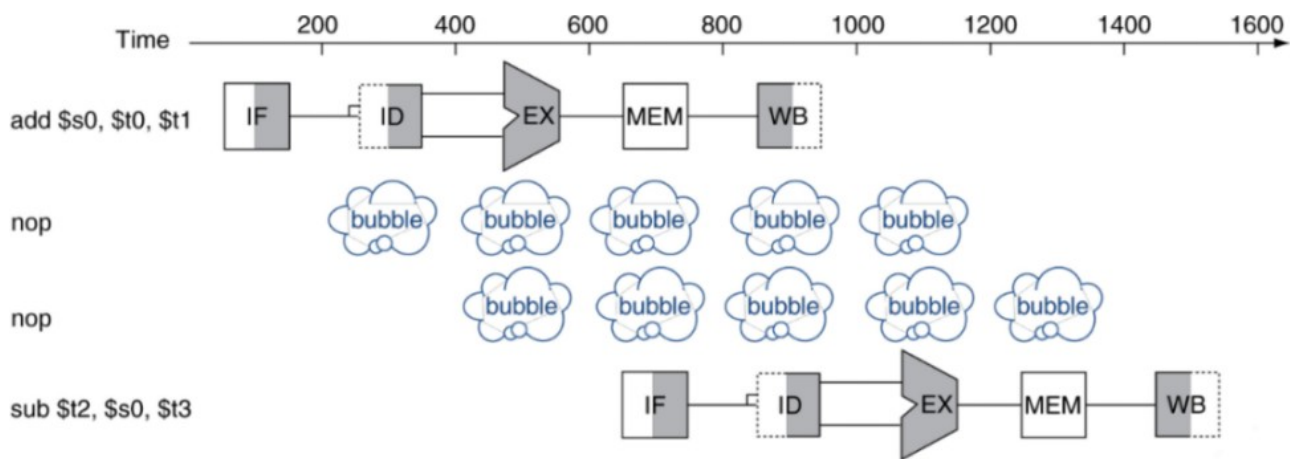 Time 200 400 600 800 1000 1200 1400 1600
add $s0, $t0, $t1 IF ID EX MEM WB
nop bubble bubble bubble bubble bubble
nop bubble bubble bubble bubble bubble
sub $t2, $s0, $t3 IF ID EX MEM WB